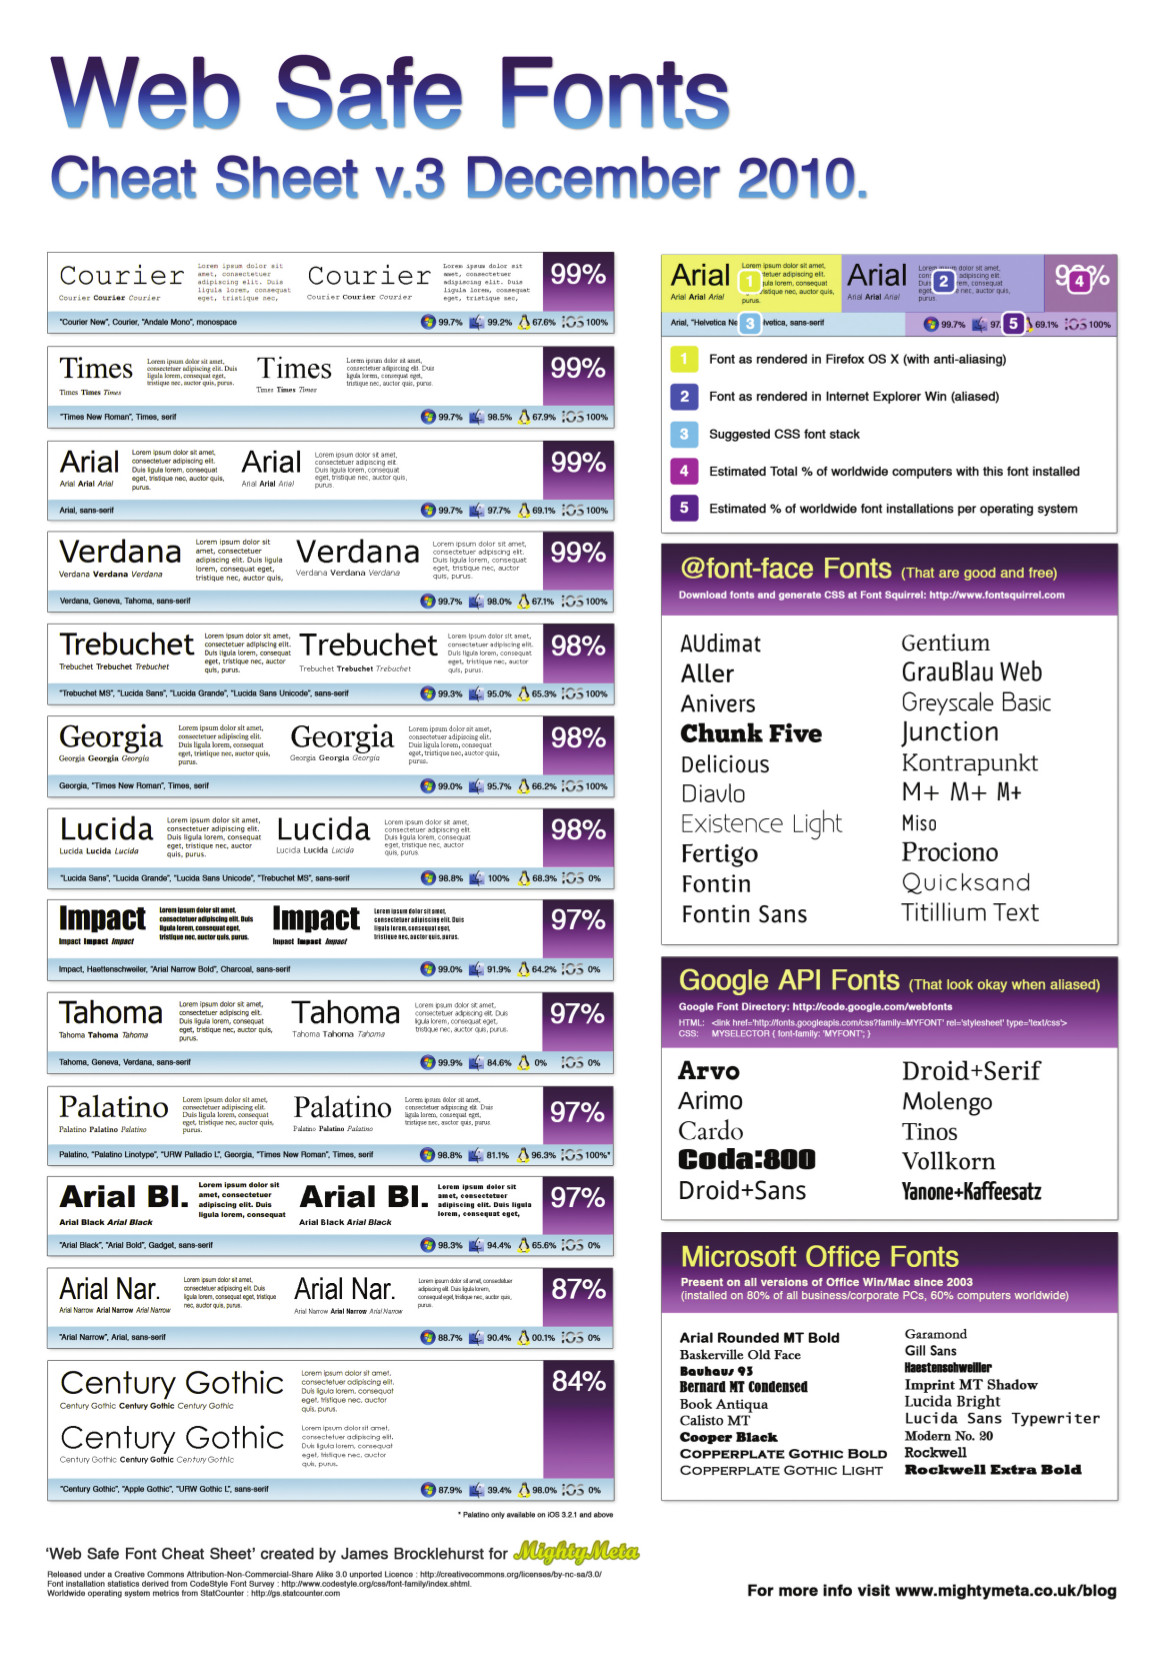 Web Safe Fonts
Cheat Sheet v.3 December 2010.
Courier
Lorem ipsum dolor sit
amet, consectetuer
adipiscing elit. Duis
ligula lorem, consequat
eget, tristique nec,
Courier Courier Courier
Courier
Lorem ipsum dolor sit
amet, consectetuer
adipiscing elit. Duis
ligula lorem, consequat
eget, tristique nec,
Courier Courier Courier
99%
"Courier New", Courier, "Andale Mono", monospace
99.7% 99.2% 67.6% iOS 100%
Times
Lorem ipsum dolor sit amet,
consectetuer adipiscing elit. Duis
ligula lorem, consequat eget,
tristique nec, auctor quis, purus.
Times Times Times
Times
Lorem ipsum dolor sit amet,
consectetuer adipiscing elit. Duis
ligula lorem, consequat eget,
tristique nec, auctor quis, purus.
Times Times Times
99%
"Times New Roman", Times, serif
99.7% 98.5% 67.9% iOS 100%
Arial
Lorem ipsum dolor sit amet,
consectetuer adipiscing elit.
Duis ligula lorem, consequat
eget, tristique nec, auctor quis,
purus.
Arial Arial Arial
Arial
Lorem ipsum dolor sit amet,
consectetuer adipiscing elit.
Duis ligula lorem, consequat
eget, tristique nec, auctor quis,
purus.
Arial Arial Arial
99%
Arial, sans-serif
99.7% 97.7% 69.1% iOS 100%
Verdana
Lorem ipsum dolor sit
amet, consectetuer
adipiscing elit. Duis ligula
lorem, consequat eget,
tristique nec, auctor quis,
Verdana Verdana Verdana
Verdana
Lorem ipsum dolor sit amet,
consectetuer adipiscing elit.
Duis ligula lorem, consequat
eget, tristique nec, auctor
quis, purus.
Verdana Verdana Verdana
99%
Verdana, Geneva, Tahoma, sans-serif
99.7% 98.0% 67.1% iOS 100%
Trebuchet
Lorem ipsum dolor sit amet,
consectetuer adipiscing elit.
Duis ligula lorem, consequat
eget, tristique nec, auctor
quis, purus.
Trebuchet Trebuchet Trebuchet
Trebuchet
Lorem ipsum dolor sit amet,
consectetuer adipiscing elit.
Duis ligula lorem, consequat
eget, tristique nec, auctor
quis, purus.
Trebuchet Trebuchet Trebuchet
98%
"Trebuchet MS", "Lucida Sans", "Lucida Grande", "Lucida Sans Unicode", sans-serif
99.3% 95.0% 65.3% iOS 100%
Georgia
Lorem ipsum dolor sit amet,
consectetuer adipiscing elit.
Duis ligula lorem, consequat
eget, tristique nec, auctor quis,
purus.
Georgia Georgia Georgia
Georgia
Lorem ipsum dolor sit amet,
consectetuer adipiscing elit.
Duis ligula lorem, consequat
eget, tristique nec, auctor quis,
purus.
Georgia Georgia Georgia
98%
Georgia, "Times New Roman", Times, serif
99.0% 95.7% 66.2% iOS 100%
Lucida
Lorem ipsum dolor sit amet,
consectetuer adipiscing elit.
Duis ligula lorem, consequat
eget, tristique nec, auctor
quis, purus.
Lucida Lucida Lucida
Lucida
Lorem ipsum dolor sit amet,
consectetuer adipiscing elit.
Duis ligula lorem, consequat
eget, tristique nec, auctor
quis, purus.
Lucida Lucida Lucida
98%
"Lucida Sans", "Lucida Grande", "Lucida Sans Unicode", "Trebuchet MS", sans-serif
98.8% 100% 68.3% iOS 0%
Impact
Lorem ipsum dolor sit amet,
consectetuer adipiscing elit. Duis
ligula lorem, consequat eget,
tristique nec, auctor quis, purus.
Impact Impact Impact
Impact
Lorem ipsum dolor sit amet,
consectetuer adipiscing elit. Duis
ligula lorem, consequat eget,
tristique nec, auctor quis, purus.
Impact Impact Impact
97%
Impact, Haettenschweiler, "Arial Narrow Bold", Charcoal, sans-serif
99.0% 91.9% 64.2% iOS 0%
Tahoma
Lorem ipsum dolor sit amet,
consectetuer adipiscing elit.
Duis ligula lorem, consequat
eget, tristique nec, auctor quis,
purus.
Tahoma Tahoma Tahoma
Tahoma
Lorem ipsum dolor sit amet,
consectetuer adipiscing elit. Duis
ligula lorem, consequat eget,
tristique nec, auctor quis, purus.
Tahoma Tahoma Tahoma
97%
Tahoma, Geneva, Verdana, sans-serif
99.9% 84.6% 0% iOS 0%
Palatino
Lorem ipsum dolor sit amet,
consectetuer adipiscing elit.
Duis ligula lorem, consequat
eget, tristique nec, auctor quis,
purus.
Palatino Palatino Palatino
Palatino
Lorem ipsum dolor sit amet,
consectetuer adipiscing elit. Duis
ligula lorem, consequat eget,
tristique nec, auctor quis, purus
Palatino Palatino Palatino
97%
Palatino, "Palatino Linotype", "URW Palladio L", Georgia, "Times New Roman", Times, serif
98.8% 81.1% 96.3% iOS 100%*
Arial Bl.
Lorem ipsum dolor sit
amet, consectetuer
adipiscing elit. Duis
ligula lorem, consequat
Arial Black Arial Black
Arial Bl.
Lorem ipsum dolor sit
amet, consectetuer
adipiscing elit. Duis ligula
lorem, consequat eget,
Arial Black Arial Black
97%
"Arial Black", "Arial Bold", Gadget, sans-serif
98.3% 94.4% 65.6% iOS 0%
Arial Nar.
Lorem ipsum dolor sit amet,
consectetuer adipiscing elit. Duis
ligula lorem, consequat eget, tristique
nec, auctor quis, purus.
Arial Narrow Arial Narrow Arial Narrow
Arial Nar.
Lorem ipsum dolor sit amet, consectetuer
adipiscing elit. Duis ligula lorem,
consequat eget, tristique nec, auctor quis,
purus.
Arial Narrow Arial Narrow Arial Narrow
87%
"Arial Narrow", Arial, sans-serif
88.7% 90.4% 00.1% iOS 0%
Century Gothic
Lorem ipsum dolor sit amet,
consectetuer adipiscing elit.
Duis ligula lorem, consequat
eget, tristique nec, auctor
quis, purus.
Century Gothic Century Gothic Century Gothic
Century Gothic
Lorem ipsum dolor sit amet,
consectetuer adipiscing elit.
Duis ligula lorem, consequat
eget, tristique nec, auctor
quis, purus.
Century Gothic Century Gothic Century Gothic
84%
"Century Gothic", "Apple Gothic", "URW Gothic L", sans-serif
87.9% 39.4% 98.0% iOS 0%
* Palatino only available on iOS 3.2.1 and above
Arial
Lorem ipsum dolor sit amet,
purus.
Arial Arial Arial
1
Arial
dolor sit amet,
purus.
Arial Arial Arial
2
4
Arial, "Helvetica
3
sans-serif
99.7%
5
69.1% iOS 100%
1 Font as rendered in Firefox OS X (with anti-aliasing)
2 Font as rendered in Internet Explorer Win (aliased)
3 Suggested CSS font stack
4 Estimated Total % of worldwide computers with this font installed
5 Estimated % of worldwide font installations per operating system
@font-face Fonts (That are good and free)
Download fonts and generate CSS at Font Squirrel: http://www.fontsquirrel.com
AUdimat
Aller
Anivers
Chunk Five
Delicious
Diavlo
Existence Light
Fertigo
Fontin
Fontin Sans
Gentium
GrauBlau Web
Greyscale Basic
Junction
Kontrapunkt
M+ M+ M+
Miso
Prociono
Quicksand
Titillium Text
Google API Fonts (That look okay when aliased)
Google Font Directory: http://code.google.com/webfonts
HTML: <link href='http://fonts.googleapis.com/css?family=MYFONT' rel='stylesheet' type='text/css'>
CSS: MYSELECTOR { font-family: 'MYFONT'; }
Arvo
Arimo
Cardo
Coda:800
Droid+Sans
Droid+Serif
Molengo
Tinos
Vollkorn
Yanone+Kaffeesatz
Microsoft Office Fonts
Present on all versions of Office Win/Mac since 2003
(installed on 80% of all business/corporate PCs, 60% computers worldwide)
Arial Rounded MT Bold
Baskerville Old Face
Bauhaus 93
Bernard MT Condensed
Book Antiqua
Calisto MT
Cooper Black
Copperplate Gothic Bold
Copperplate Gothic Light
Garamond
Gill Sans
Haestenschweiller
Imprint MT Shadow
Lucida Bright
Lucida Sans Typewriter
Modern No. 20
Rockwell
Rockwell Extra Bold
'Web Safe Font Cheat Sheet' created by James Brocklehurst for MightyMeta
Released under a Creative Commons Attribution-Non-Commercial-Share Alike 3.0 unported Licence : http://creativecommons.org/licenses/by-nc-sa/3.0/
Font installation statistics derived from CodeStyle Font Survey : http://www.codestyle.org/css/font-family/index.shtml.
Worldwide operating system metrics from StatCounter : http://gs.statcounter.com
For more info visit www.mightymeta.co.uk/blog